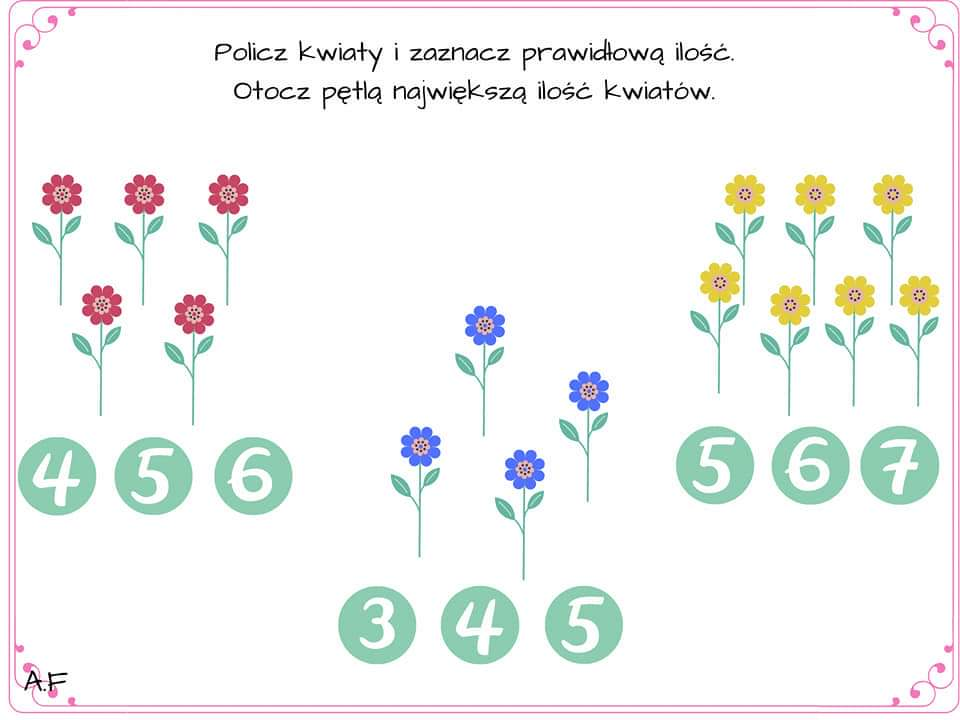 Policz kwiaty i zaznacz prawidłową ilość.
Otocz pętlą największą ilość kwiatów.
4 5 6
5 6 7
3 4 5
A.F